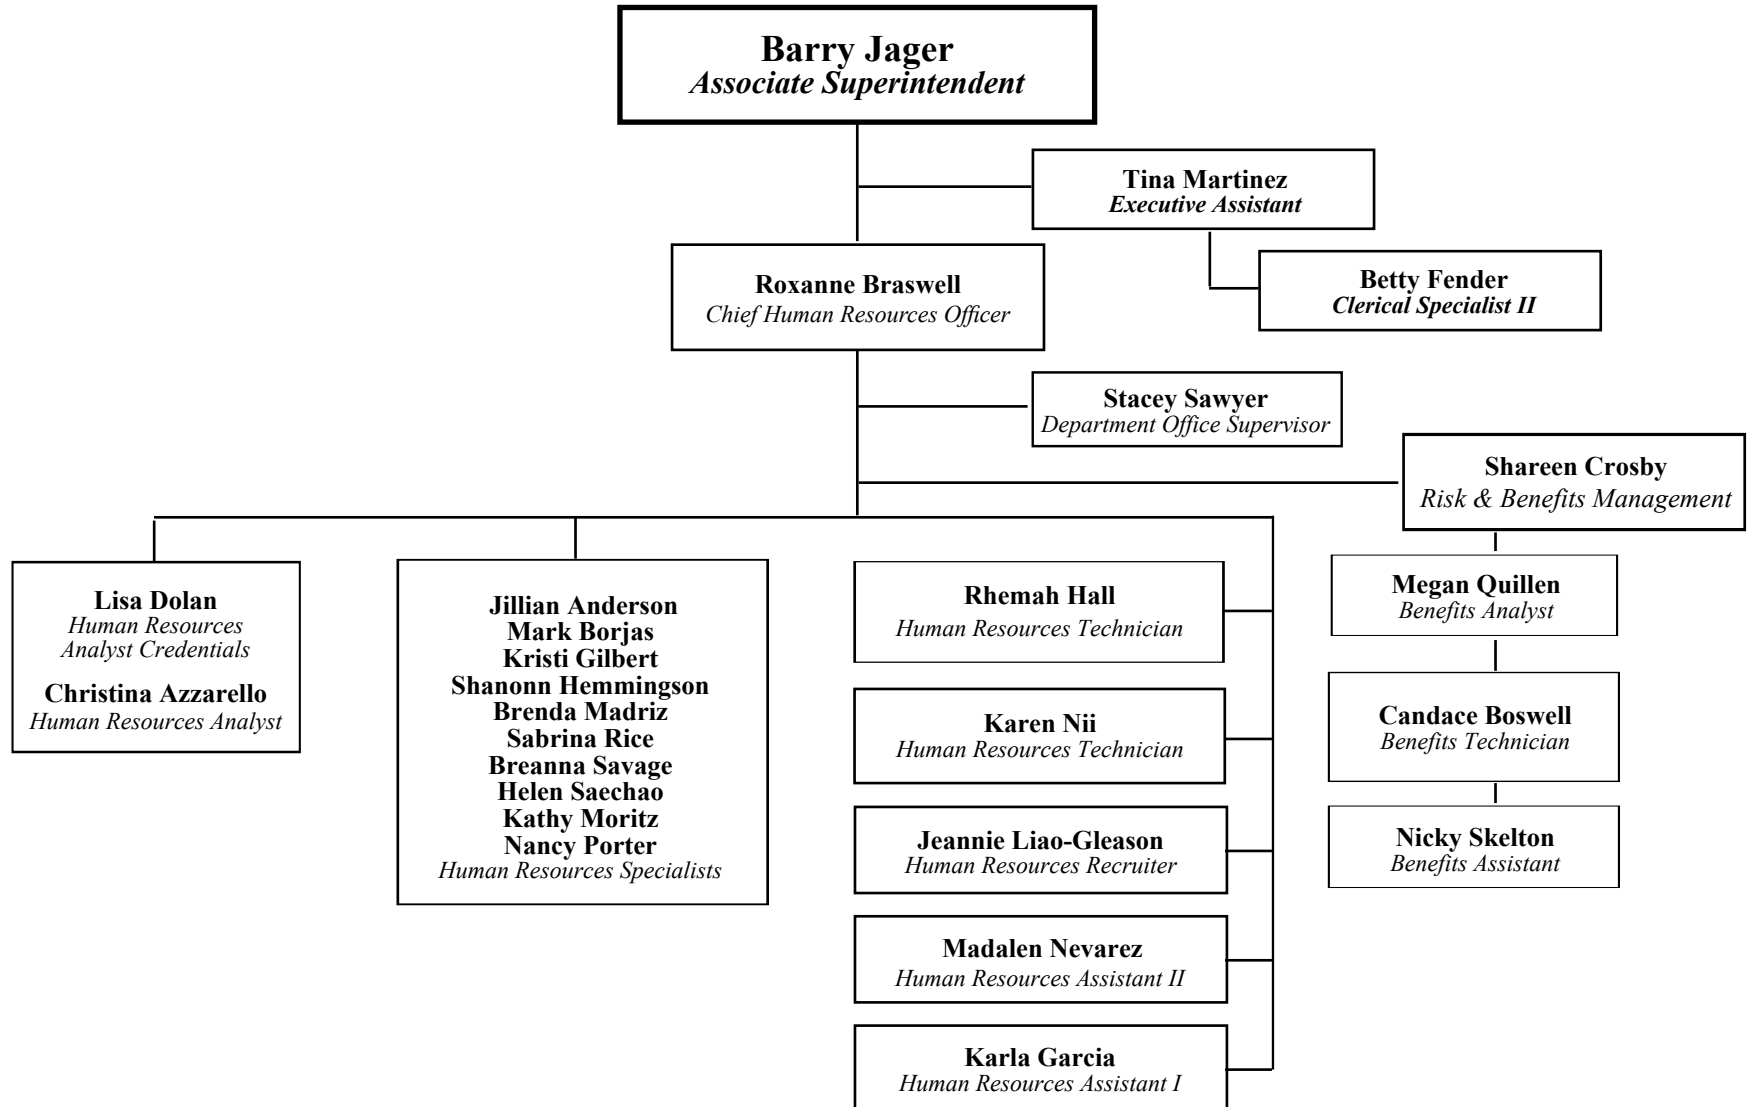 Barry Jager
Associate Superintendent
Tina Martinez
Executive Assistant
Betty Fender
Clerical Specialist II
Roxanne Braswell
Chief Human Resources Officer
Stacey Sawyer
Department Office Supervisor
Shareen Crosby
Risk & Benefits Management
Lisa Dolan
Human Resources
Analyst Credentials
Christina Azzarello
Human Resources Analyst
Jillian Anderson
Mark Borjas
Kristi Gilbert
Shanonn Hemmingson
Brenda Madriz
Sabrina Rice
Breanna Savage
Helen Saechao
Kathy Moritz
Nancy Porter
Human Resources Specialists
Rhemah Hall
Human Resources Technician
Karen Nii
Human Resources Technician
Jeannie Liao-Gleason
Human Resources Recruiter
Madalen Nevarez
Human Resources Assistant II
Karla Garcia
Human Resources Assistant I
Megan Quillen
Benefits Analyst
Candace Boswell
Benefits Technician
Nicky Skelton
Benefits Assistant